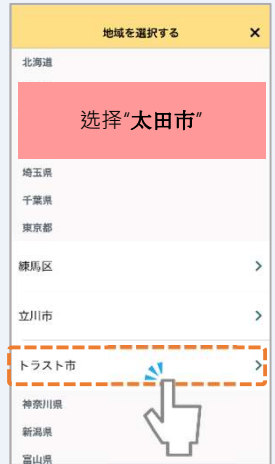 地域を選択する ×
北海道
选择“太田市”
埼玉県
千葉県
東京都
練馬区
立川市
トラスト市
神奈川県
新潟県
富山県